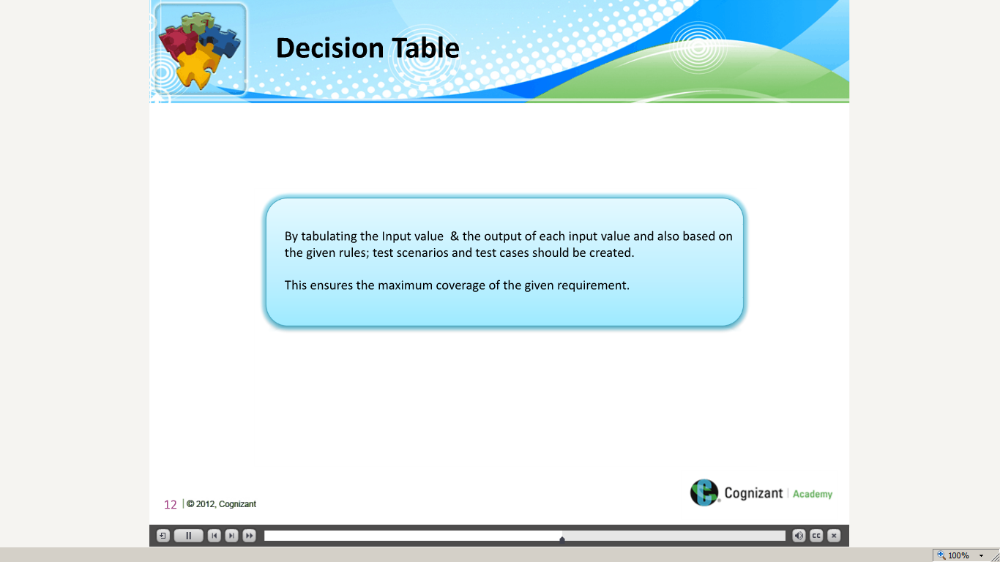 Decision Table
By tabulating the Input value  & the output of each input value and also based on
the given rules; test scenarios and test cases should be created.
This ensures the maximum coverage of the given requirement.
12 | © 2012, Cognizant
Cognizant | Academy
CC
100%